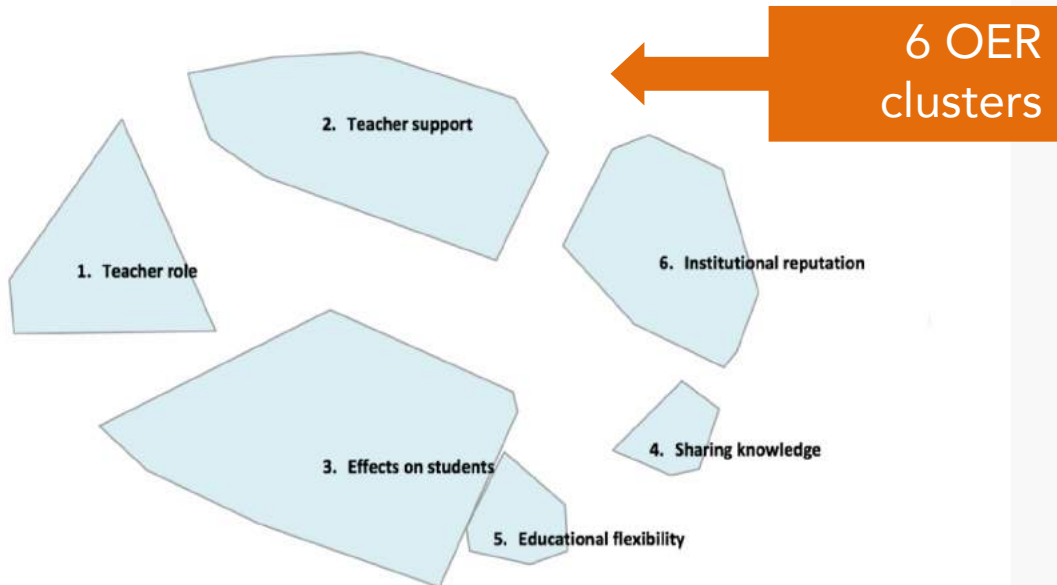 6 OER
clusters
2. Teacher support
1. Teacher role
6. Institutional reputation
4. Sharing knowledge
3. Effects on students
5. Educational flexibility